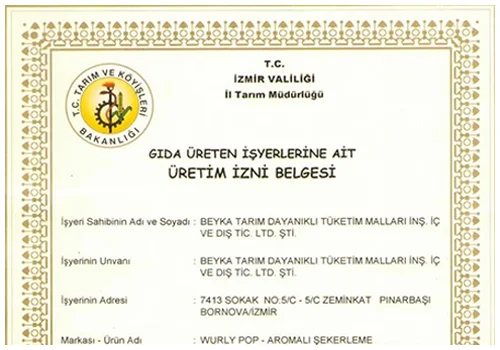 T.C.
İZMİR VALİLİĞİ
İl Tarım Müdürlüğü
T.C. TARIM VE KÖYİŞLERİ
BAKANLIĞI
GIDA ÜRETEN İŞYERLERİNE AİT
ÜRETİM İZNİ BELGESİ
İşyeri Sahibinin Adı ve Soyadı : BEYKA TARIM DAYANIKLI TÜKETİM MALLARI İNŞ. İÇ
VE DIŞ TİC. LTD. ŞTİ.
İşyerinin Unvanı : BEYKA TARIM DAYANIKLI TÜKETİM MALLARI İNŞ. İÇ
VE DIŞ TİC. LTD. ŞTİ.
İşyerinin Adresi : 7413 SOKAK NO:5/C - 5/C ZEMİNKAT PINARBAŞI
BORNOVA/İZMİR
Markası - Ürün Adı : WURLY POP - AROMALI ŞEKERLEME